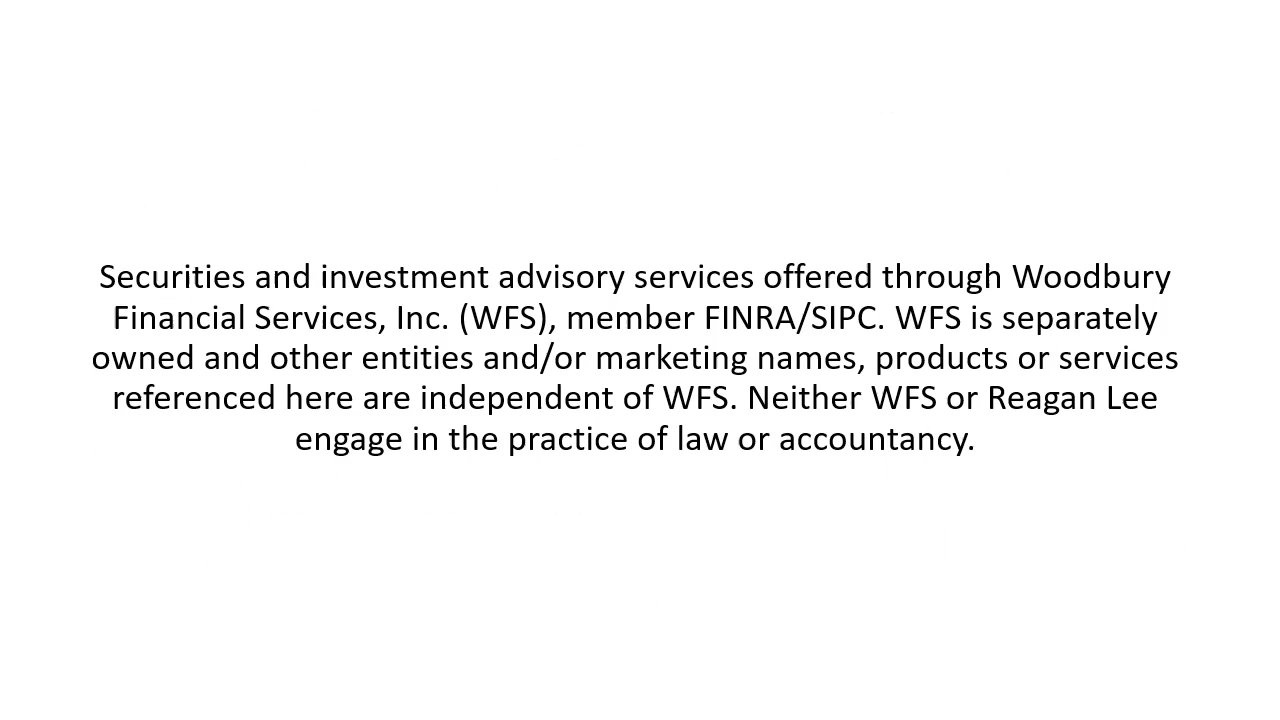 Securities and investment advisory services offered through Woodbury
Financial Services, Inc. (WFS), member FINRA/SIPC. WFS is separately
owned and other entities and/or marketing names, products or services
referenced here are independent of WFS. Neither WFS or Reagan Lee
engage in the practice of law or accountancy.